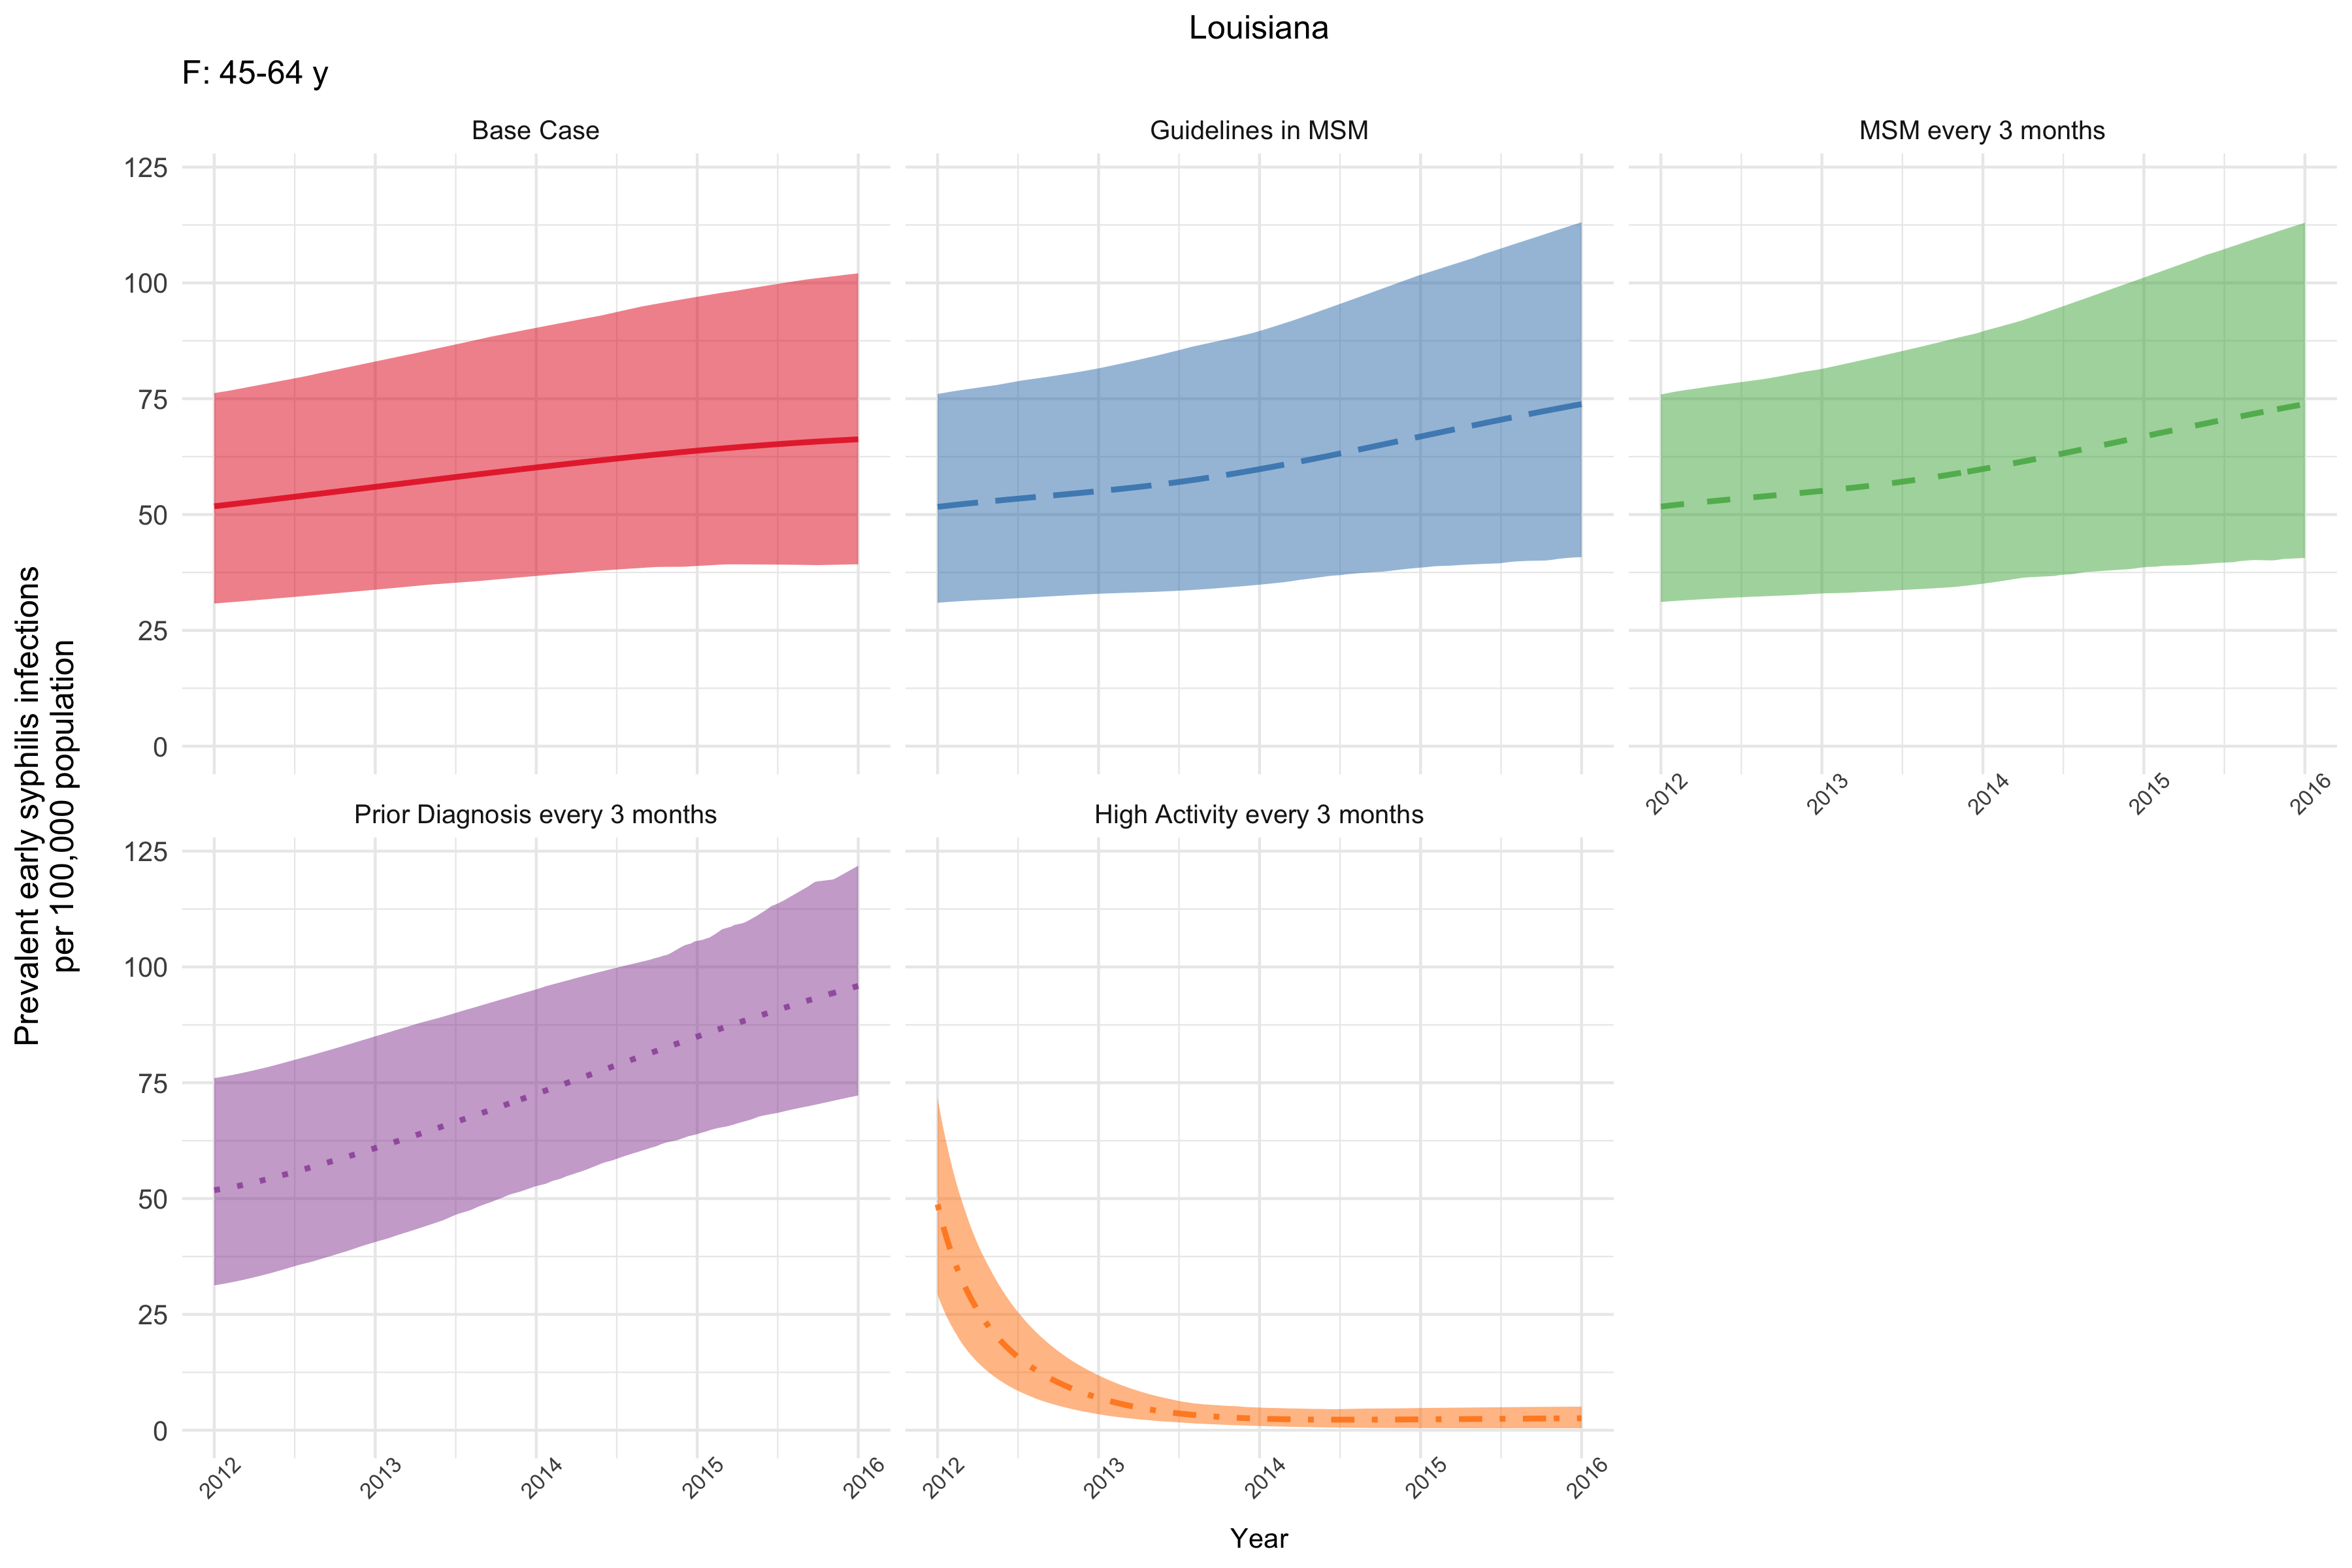 Louisiana
F: 45-64 y
Base Case
Guidelines in MSM
MSM every 3 months
125
100
75
50
25
0
2012
2013
2014
2015
2016
Prevalent early syphilis infections
per 100,000 population
Prior Diagnosis every 3 months
High Activity every 3 months
125
100
75
50
25
0
2012
2013
2014
2015
2016
2012
2013
2014
2015
2016
Year